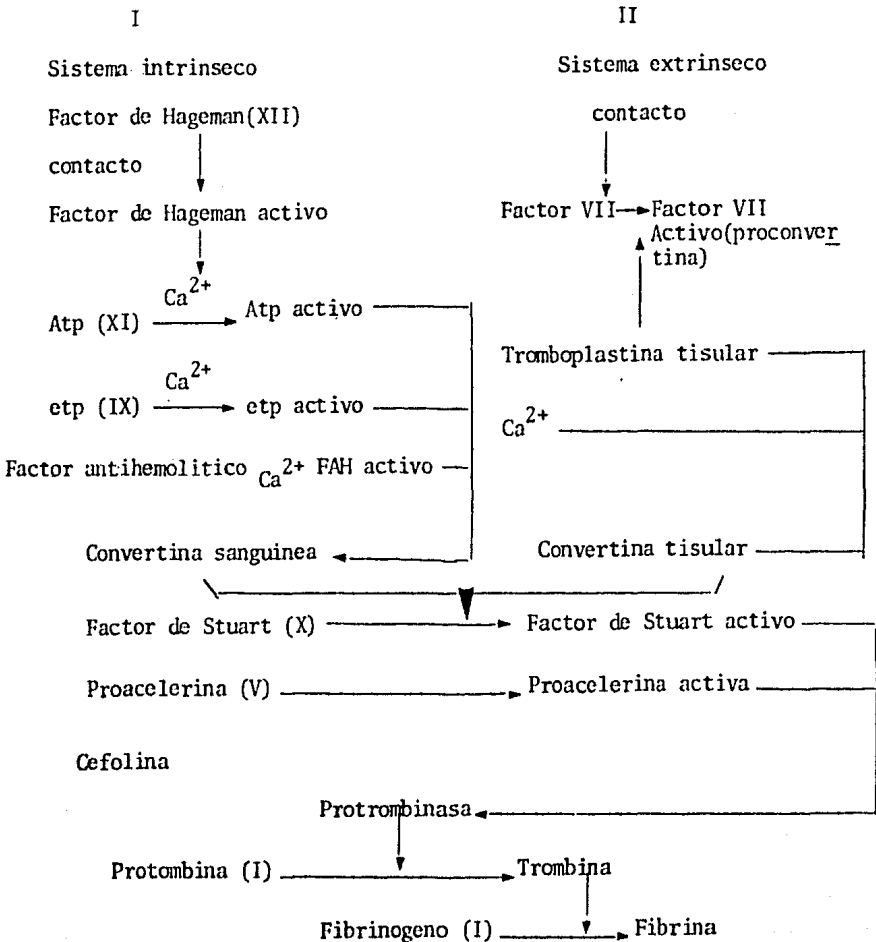 I
II
Sistema intrinseco
Sistema extrinseco
Factor de Hageman(XII)
contacto
contacto
Factor de Hageman activo
Factor VII
Factor VII
Activo(proconver
tina)
Atp (XI)
Ca2+
Atp activo
Tromboplastina tisular
etp (IX)
Ca2+
etp activo
Ca2+
Factor antihemolitico Ca2+ FAH activo
Convertina sanguinea
Convertina tisular
Factor de Stuart (X)
Factor de Stuart activo
Proacelerina (V)
Proacelerina activa
Cefolina
Protrombinasa
Protombina (I)
Trombina
Fibrinogeno (I)
Fibrina